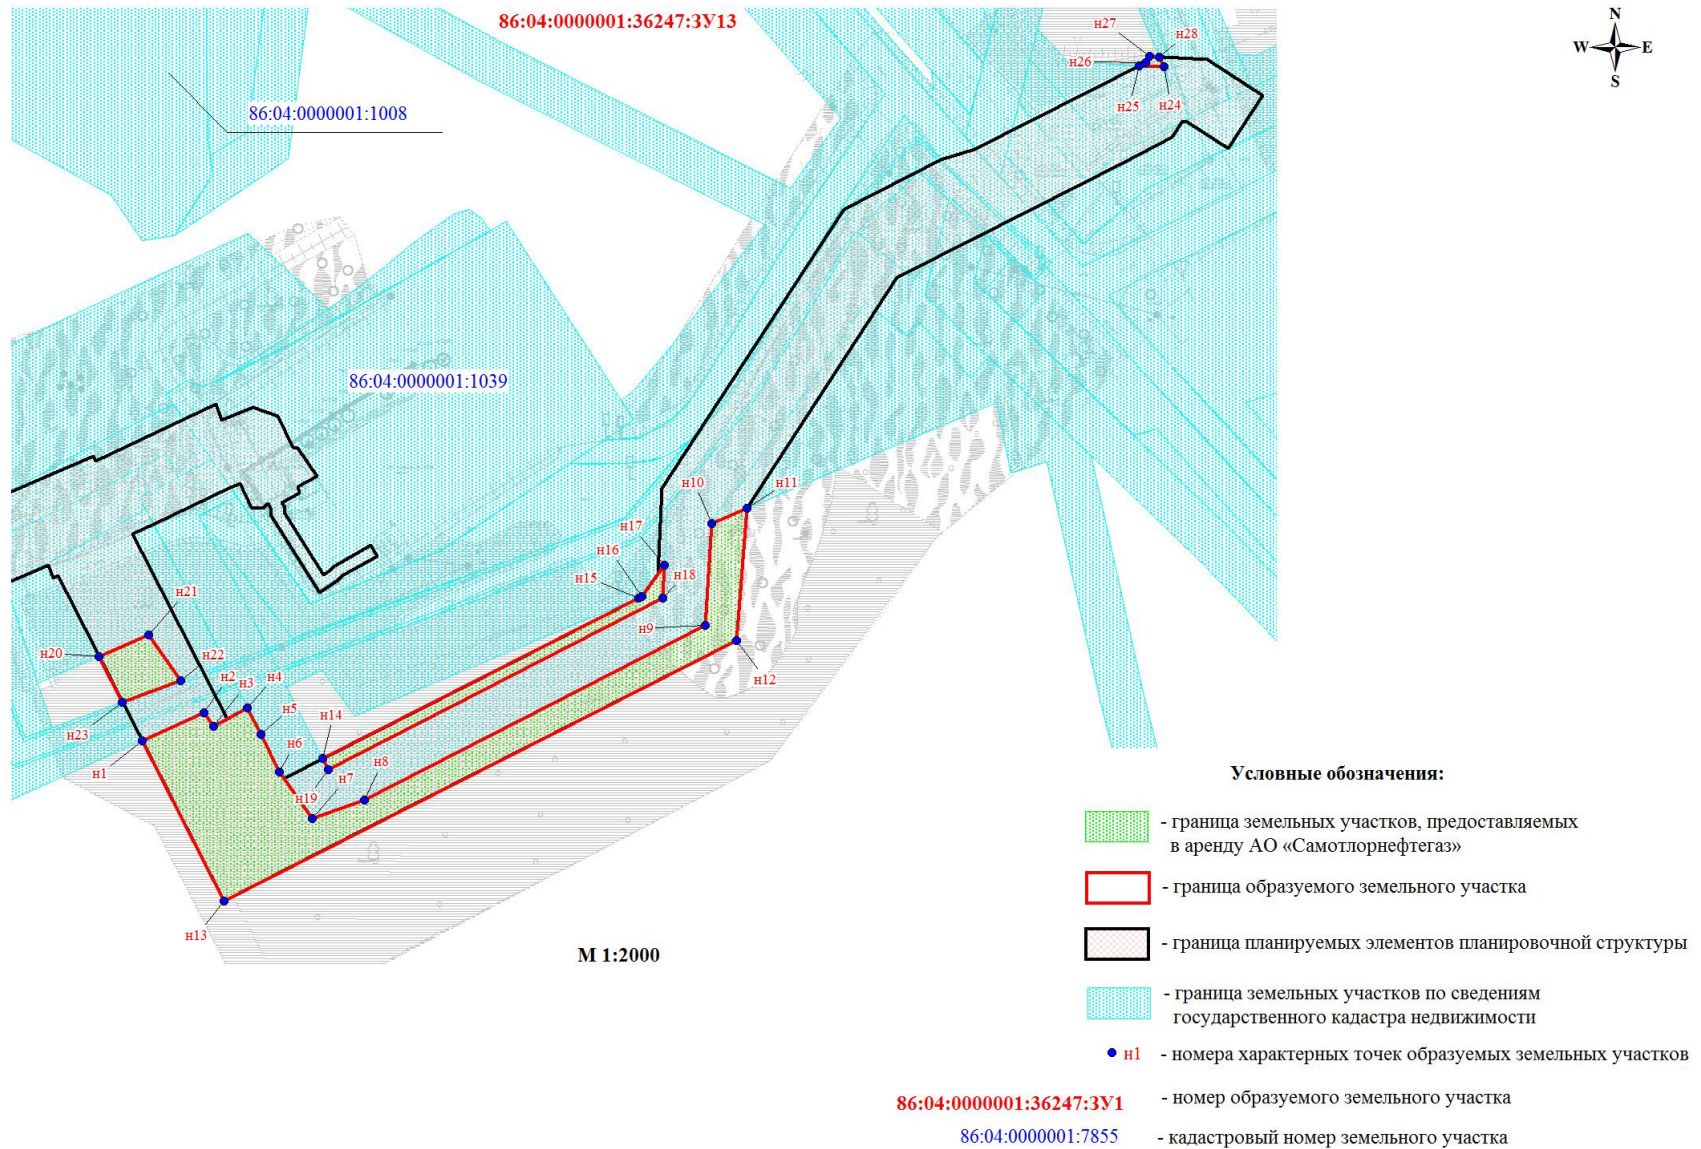 86:04:0000001:36247:ЗУ13
N
W
E
S
н27
н28
н26
н25
н24
86:04:0000001:1008
86:04:0000001:1039
н10
н11
н17
н16
н15
н18
н9
н12
н21
н20
н22
н2
н3
н4
н5
н14
н23
н1
н6
н7
н8
н19
н13
М 1:2000
Условные обозначения:
- граница земельных участков, предоставляемых
в аренду АО «Самотлорнефтегаз»
- граница образуемого земельного участка
- граница планируемых элементов планировочной структуры
- граница земельных участков по сведениям
государственного кадастра недвижимости
н1 - номера характерных точек образуемых земельных участков
86:04:0000001:36247:ЗУ1 - номер образуемого земельного участка
86:04:0000001:7855 - кадастровый номер земельного участка